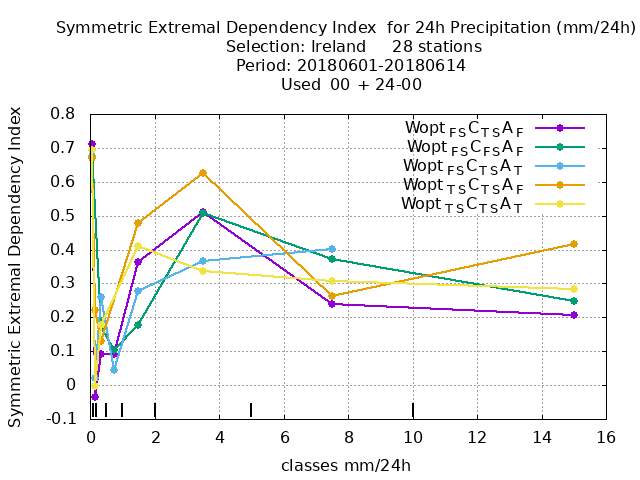 Symmetric Extremal Dependency Index  for 24h Precipitation (mm/24h)
Selection: Ireland     28 stations
Period: 20180601-20180614
Used  00 + 24-00
Symmetric Extremal Dependency Index
0.8
0.7
0.6
0.5
0.4
0.3
0.2
0.1
0
-0.1
Wopt FS C TS A F
Wopt FS C FS A F
Wopt FS C TS A T
Wopt TS C TS A F
Wopt TS C TS A T
0 2 4 6 8 10 12 14 16
classes mm/24h